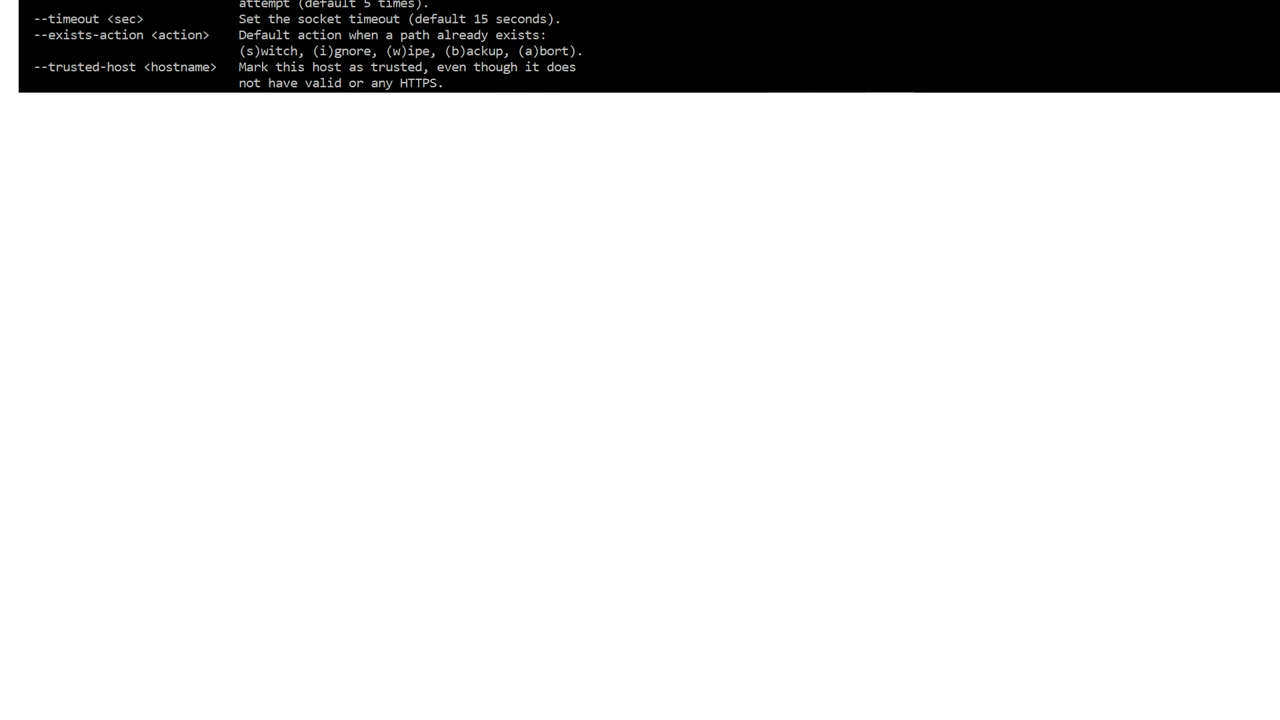 attempt (default 5 times).
--timeout <sec> Set the socket timeout (default 15 seconds).
--exists-action <action> Default action when a path already exists:
(s)witch, (i)gnore, (w)ipe, (b)ackup, (a)bort).
--trusted-host <hostname> Mark this host as trusted, even though it does
not have valid or any HTTPS.